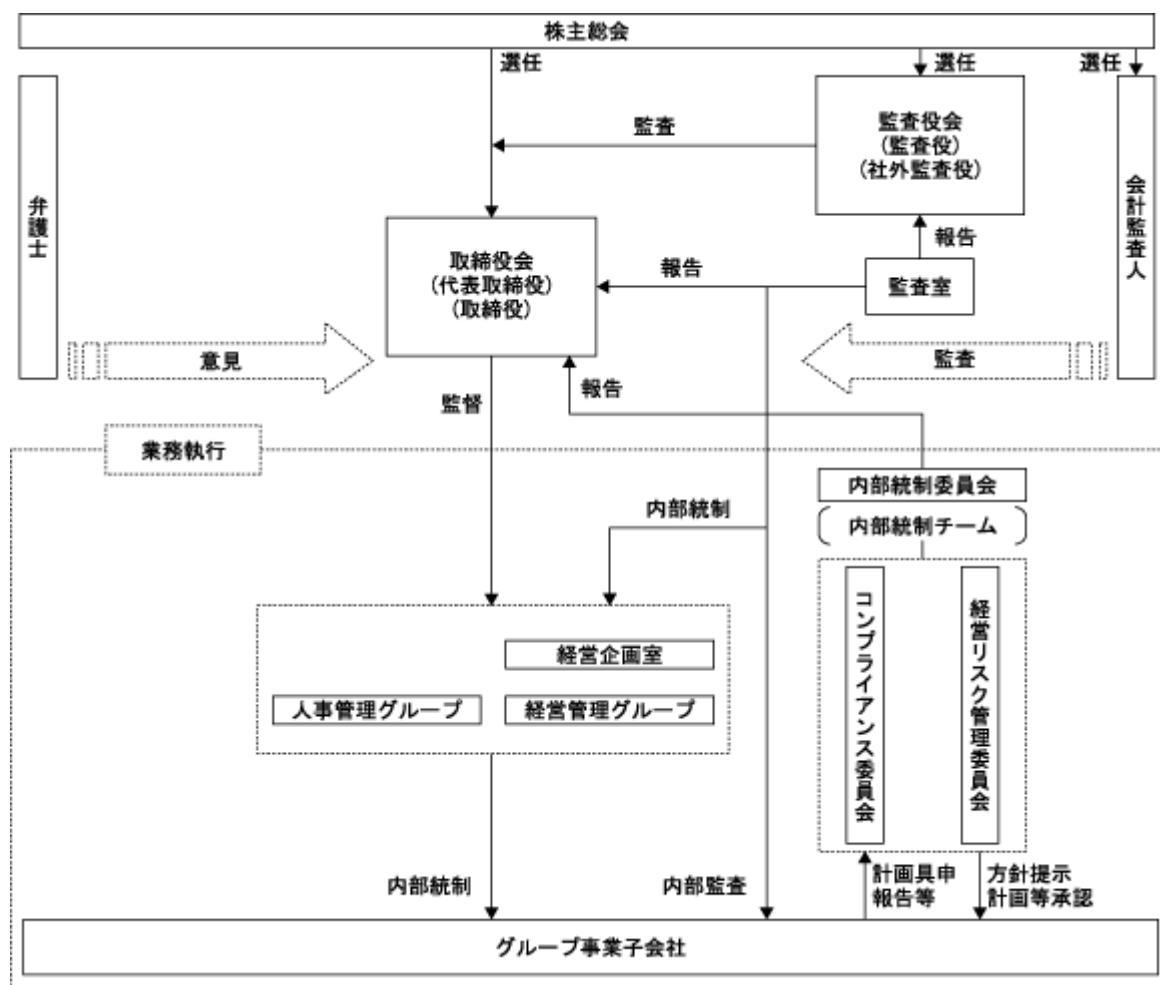 株主総会
選任
選任
選任
監査役会
(監査役)
(社外監査役)
監査
弁護士
会計監査人
取締役会
(代表取締役)
(取締役)
報告
報告
監査室
意見
監査
監督
報告
業務執行
内部統制委員会
内部統制チーム
内部統制
コンプライアンス委員会
経営リスク管理委員会
経営企画室
人事管理グループ
経営管理グループ
内部統制
内部監査
計画具申
報告等
方針提示
計画等承認
グループ事業子会社